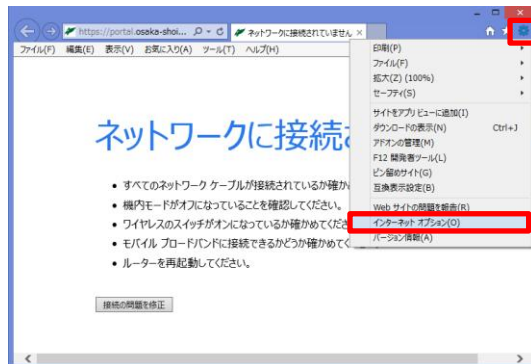 https://portal.osaka-shoi...
ネットワークに接続されていません
ファイル(F) 編集(E) 表示(V) お気に入り(A) ツール(T) ヘルプ(H)
印刷(P)
ファイル(F)
拡大(Z) (100%)
セーフティ(S)
サイトをアプリ ビューに追加(I)
ダウンロードの表示(N) Ctrl+J
アドオンの管理(M)
F12 開発者ツール(L)
ピン留めサイト(G)
互換表示設定(B)
Web サイトの問題を報告(R)
インターネット オプション(O)
バージョン情報(A)
ネットワークに接続
• すべてのネットワーク ケーブルが接続されているか確か
• 機内モードがオフになっていることを確認してください。
• ワイヤレスのスイッチがオンになっているか確かめてくださ
• モバイル ブロードバンドに接続できるかどうか確かめてく
• ルーターを再起動してください。
接続の問題を修正